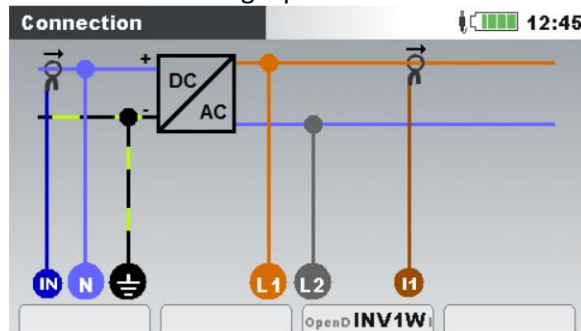 Connection 12:45
+
DC
-
AC
IN N L1 L2 I1
OpenD INV1W